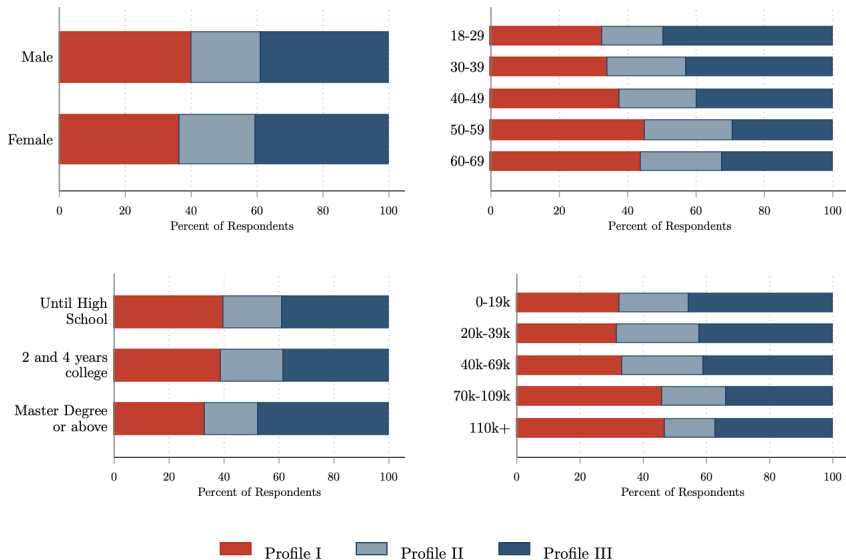 Male
Female
0 20 40 60 80 100
Percent of Respondents
18-29
30-39
40-49
50-59
60-69
0 20 40 60 80 100
Percent of Respondents
Until High
School
2 and 4 years
college
Master Degree
or above
0 20 40 60 80 100
Percent of Respondents
0-19k
20k-39k
40k-69k
70k-109k
110k+
0 20 40 60 80 100
Percent of Respondents
Profile I Profile II Profile III